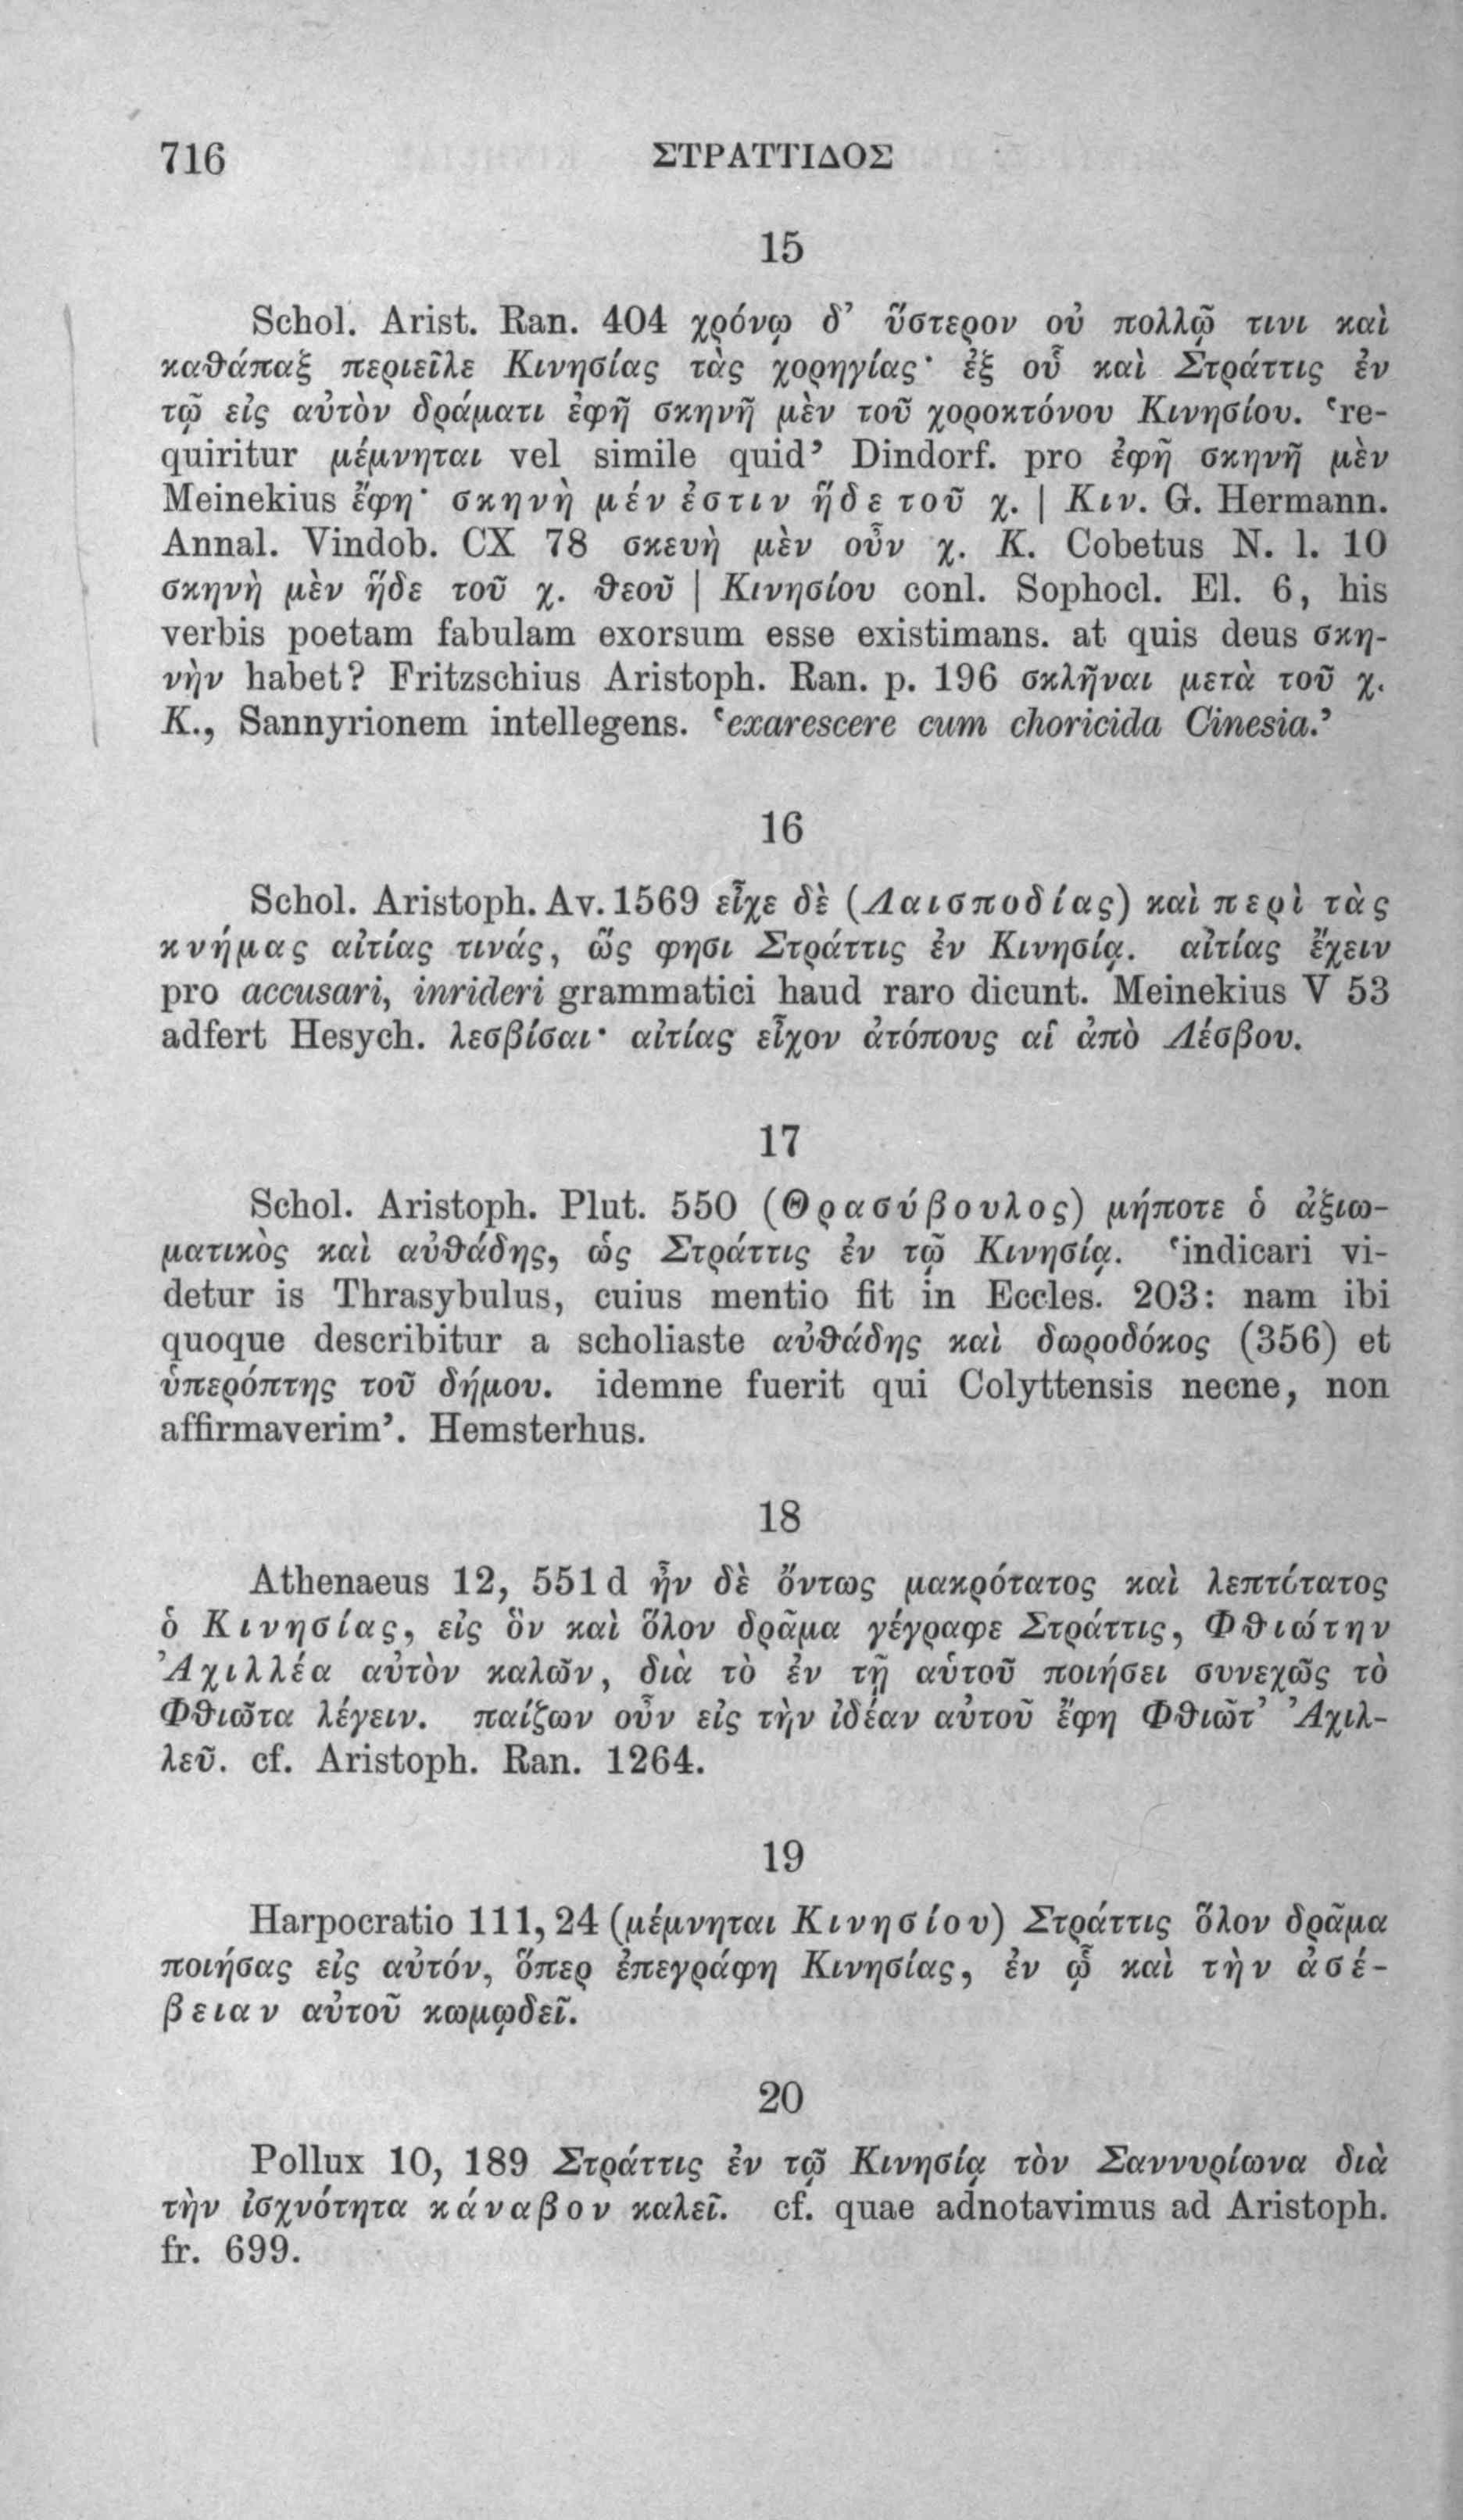 716 ΣΤΡΑΤΤΙΔΟΣ
15
Schol. Arist. Ran. 404 χρόνῳ δ’ ὕστερον οὐ πολλῷ τινι καὶ
καθάπαξ περιεῖλε Κινησίας τὰς χορηγίας· ἐξ οὗ καὶ Στράττις ἐν
τῷ εἰς αὐτὸν δράματι ἐφῆ σκηνῆ μὲν τοῦ χοροκτόνου Κινησίου. ‘re-
quiritur μέμνηται vel simile quid’ Dindorf. pro ἐφῆ σκηνῆ μὲν
Meinekius ἔφη· σκηνὴ μέν ἐστιν ἥδε τοῦ χ. | Κιν. G. Hermann.
Annal. Vindob. CX 78 σκευὴ μὲν οὖν χ. Κ. Cobetus N. l. 10
σκηνὴ μὲν ἥδε τοῦ χ. θεοῦ | Κινησίου conl. Sophocl. El. 6, his
verbis poetam fabulam exorsum esse existimans. at quis deus σκη-
νὴν habet? Fritzschius Aristoph. Ran. p. 196 σκλῆναι μετὰ τοῦ χ.
Κ., Sannyrionem intellegens. ‘exarescere cum choricida Cinesia.’
16
Schol. Aristoph. Av. 1569 εἶχε δὲ (Λαισποδίας) καὶ περὶ τὰς
κνήμας αἰτίας τινάς, ὥς φησι Στράττις ἐν Κινησίᾳ. αἰτίας ἔχειν
pro accusari, inrideri grammatici haud raro dicunt. Meinekius V 53
adfert Hesych. λεσβίσαι· αἰτίας εἶχον ἀτόπους αἱ ἀπὸ Λέσβου.
17
Schol. Aristoph. Plut. 550 (Θρασύβουλος) μήποτε ὁ ἀξιω-
ματικὸς καὶ αὐθάδης, ὡς Στράττις ἐν τῷ Κινησίᾳ. ‘indicari vi-
detur is Thrasybulus, cuius mentio fit in Eccles. 203: nam ibi
quoque describitur a scholiaste αὐθάδης καὶ δωροδόκος (356) et
ὑπερόπτης τοῦ δήμου. idemne fuerit qui Colyttensis necne, non
affirmaverim’. Hemsterhus.
18
Athenaeus 12, 551 d ἦν δὲ ὄντως μακρότατος καὶ λεπτότατος
ὁ Κινησίας, εἰς ὃν καὶ ὅλον δρᾶμα γέγραφε Στράττις, Φθιώτην
Ἀχιλλέα αὐτὸν καλῶν, διὰ τὸ ἐν τῇ αὑτοῦ ποιήσει συνεχῶς τὸ
Φθιῶτα λέγειν. παίζων οὖν εἰς τὴν ἰδέαν αὐτοῦ ἔφη Φθιῶτ’ Ἀχιλ-
λεῦ. cf. Aristoph. Ran. 1264.
19
Harpocratio 111, 24 (μέμνηται Κινησίου) Στράττις ὅλον δρᾶμα
ποιήσας εἰς αὐτόν, ὅπερ ἐπεγράφη Κινησίας, ἐν ᾧ καὶ τὴν ἀσέ-
βειαν αὐτοῦ κωμῳδεῖ.
20
Pollux 10, 189 Στράττις ἐν τῷ Κινησίᾳ τὸν Σαννυρίωνα διὰ
τὴν ἰσχνότητα κάναβον καλεῖ. cf. quae adnotavimus ad Aristoph.
fr. 699.